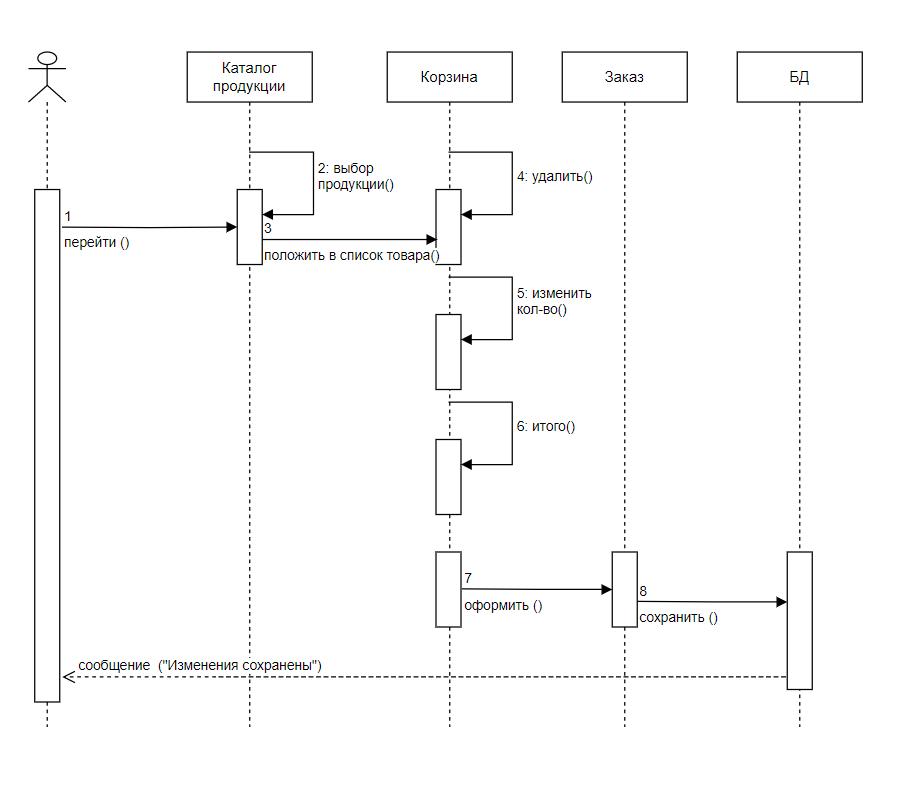 Каталог
продукции
Корзина
Заказ
БД
2: выбор
продукции()
4: удалить()
1
перейти ()
3
положить в список товара()
5: изменить
кол-во()
6: итого()
7
оформить ()
8
сохранить ()
сообщение ("Изменения сохранены")